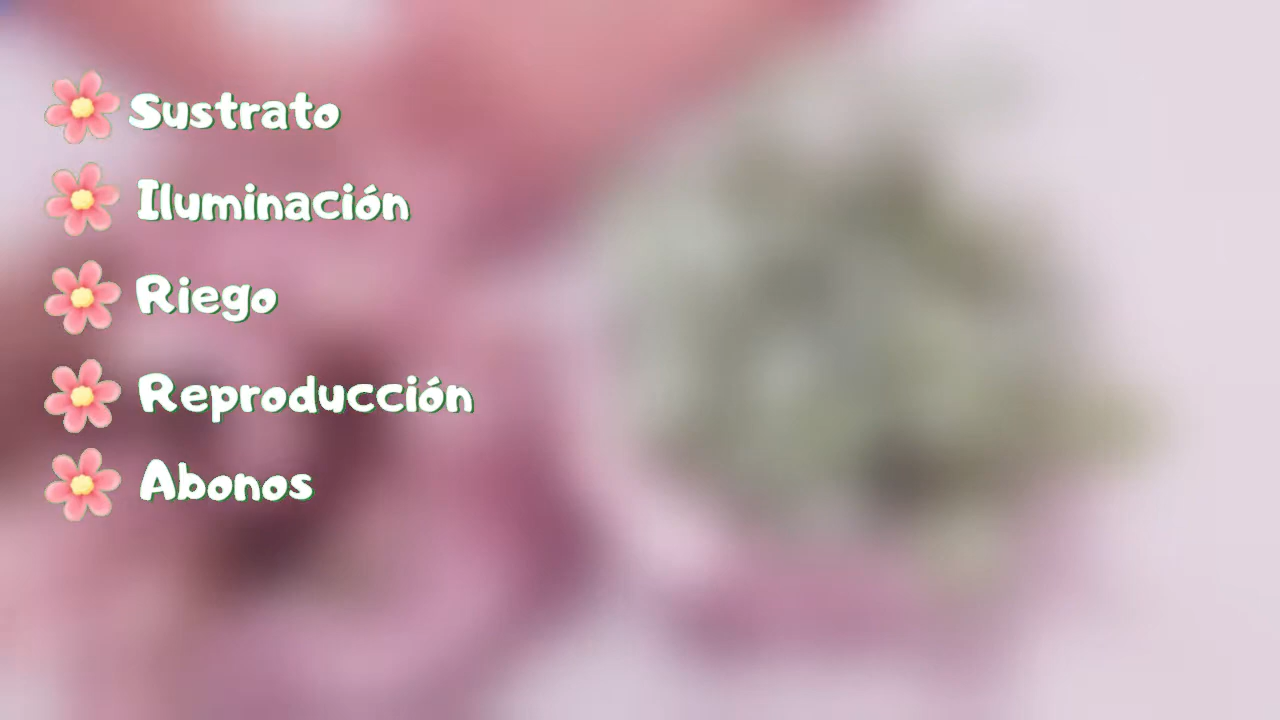 Sustrato
Iluminación
Riego
Reproducción
Abonos